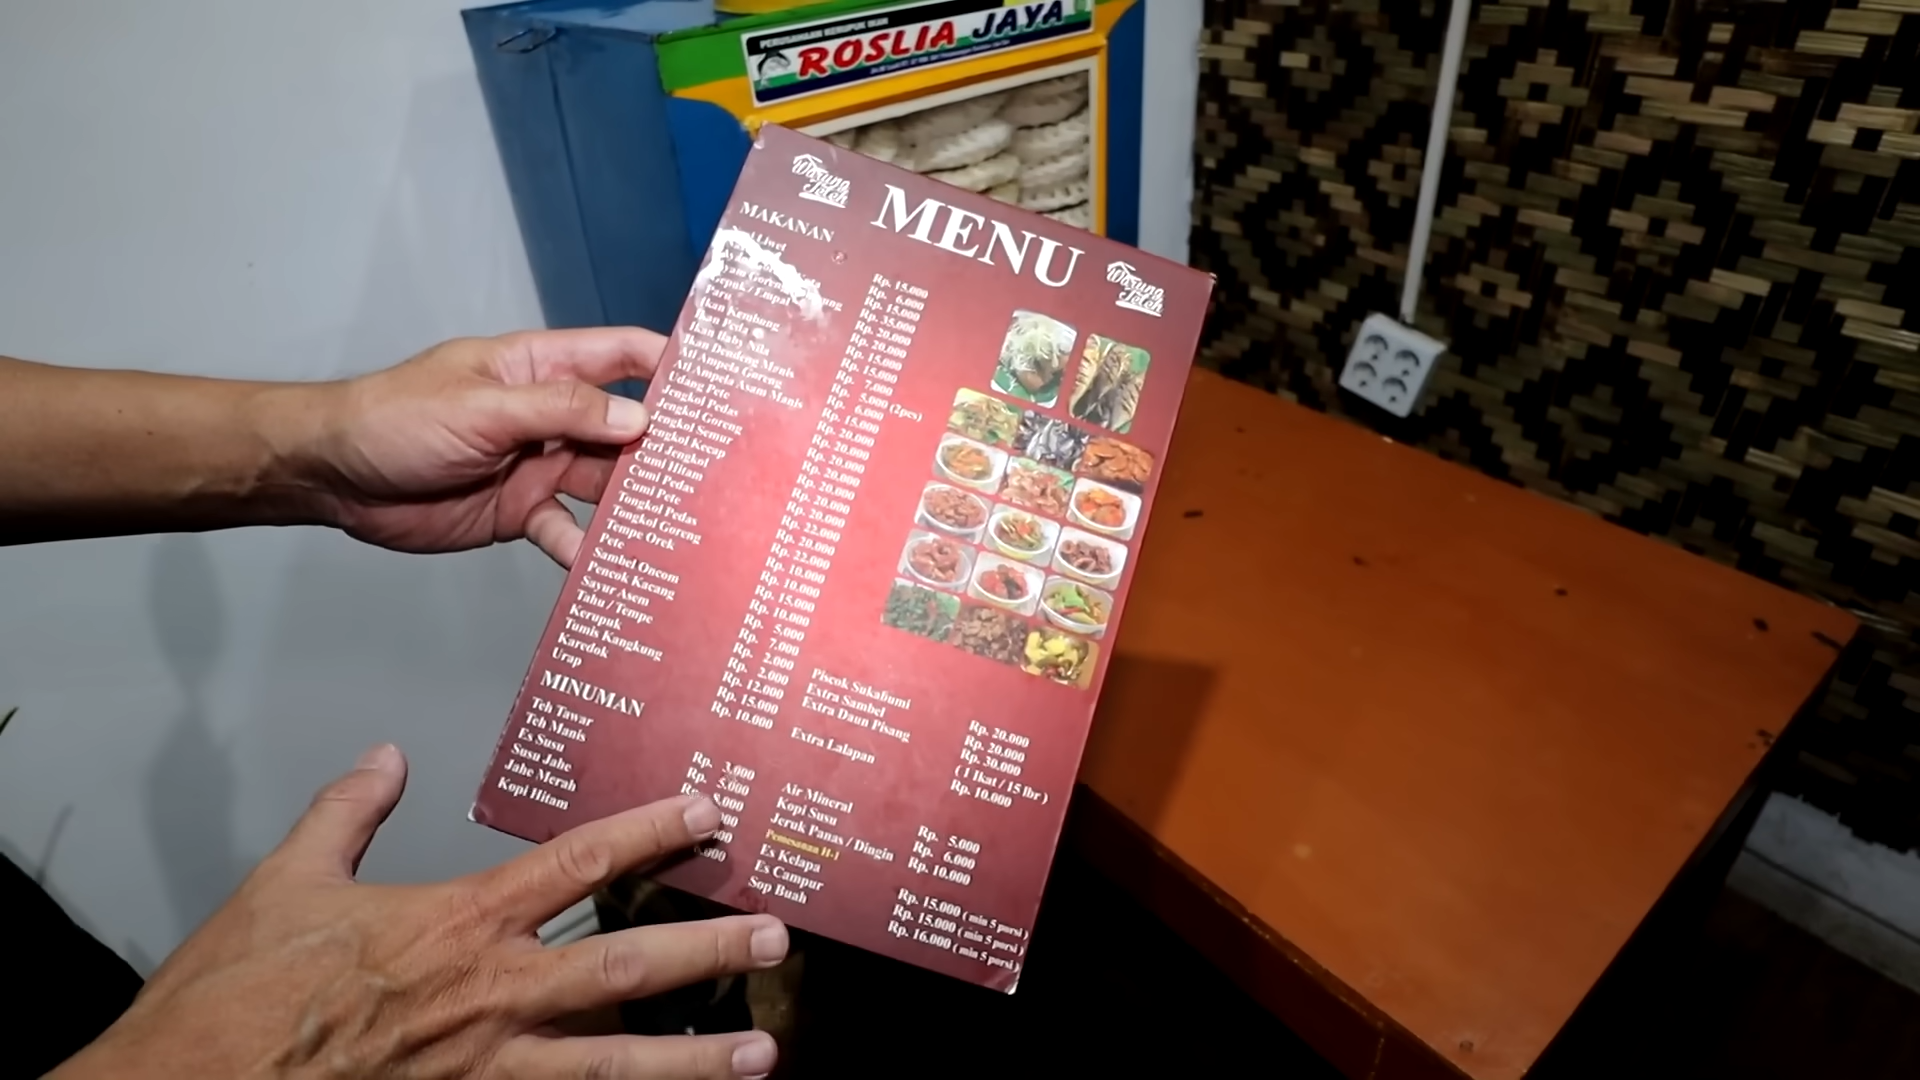 PERUSAHAAN KERUPUK IKAN
ROSLIA JAYA
Warung Teteh
MENU
Warung Teteh
MAKANAN
Liwet
Ikan Kembung
Ikan Peda
Ikan Baby Nila
Ikan Dendeng Manis
Ati Ampela Goreng
Ati Ampela Asam Manis
Udang Pete
Jengkol Pedas
Jengkol Goreng
Jengkol Semur
Jengkol Kecap
Teri Jengkol
Cumi Hitam
Cumi Pedas
Cumi Pete
Tongkol Pedas
Tongkol Goreng
Tempe Orek
Pete
Sambel Oncom
Pencok Kacang
Sayur Asem
Tahu / Tempe
Kerupuk
Tumis Kangkung
Karedok
Urap
Rp. 15.000
Rp. 6.000
Rp. 15.000
Rp. 35.000
Rp. 20.000
Rp. 20.000
Rp. 15.000
Rp. 15.000
Rp. 7.000
Rp. 5.000 (2pcs)
Rp. 6.000
Rp. 15.000
Rp. 20.000
Rp. 20.000
Rp. 20.000
Rp. 20.000
Rp. 20.000
Rp. 20.000
Rp. 22.000
Rp. 20.000
Rp. 22.000
Rp. 10.000
Rp. 10.000
Rp. 15.000
Rp. 10.000
Rp. 5.000
Rp. 7.000
Rp. 2.000
Rp. 2.000
Rp. 12.000
Rp. 15.000
Rp. 10.000
Piscok Sukabumi
Extra Sambel
Extra Daun Pisang
Extra Lalapan
Rp. 20.000
Rp. 20.000
Rp. 30.000
( 1 Ikat / 15 lbr )
Rp. 10.000
MINUMAN
Teh Tawar
Teh Manis
Es Susu
Susu Jahe
Jahe Merah
Kopi Hitam
Rp. 3.000
Rp. 5.000
Air Mineral
Kopi Susu
Jeruk Panas / Dingin
Pemesanan H-1
Es Kelapa
Es Campur
Sop Buah
Rp. 5.000
Rp. 6.000
Rp. 10.000
Rp. 15.000 ( min 5 porsi )
Rp. 15.000 ( min 5 porsi )
Rp. 16.000 ( min 5 porsi )